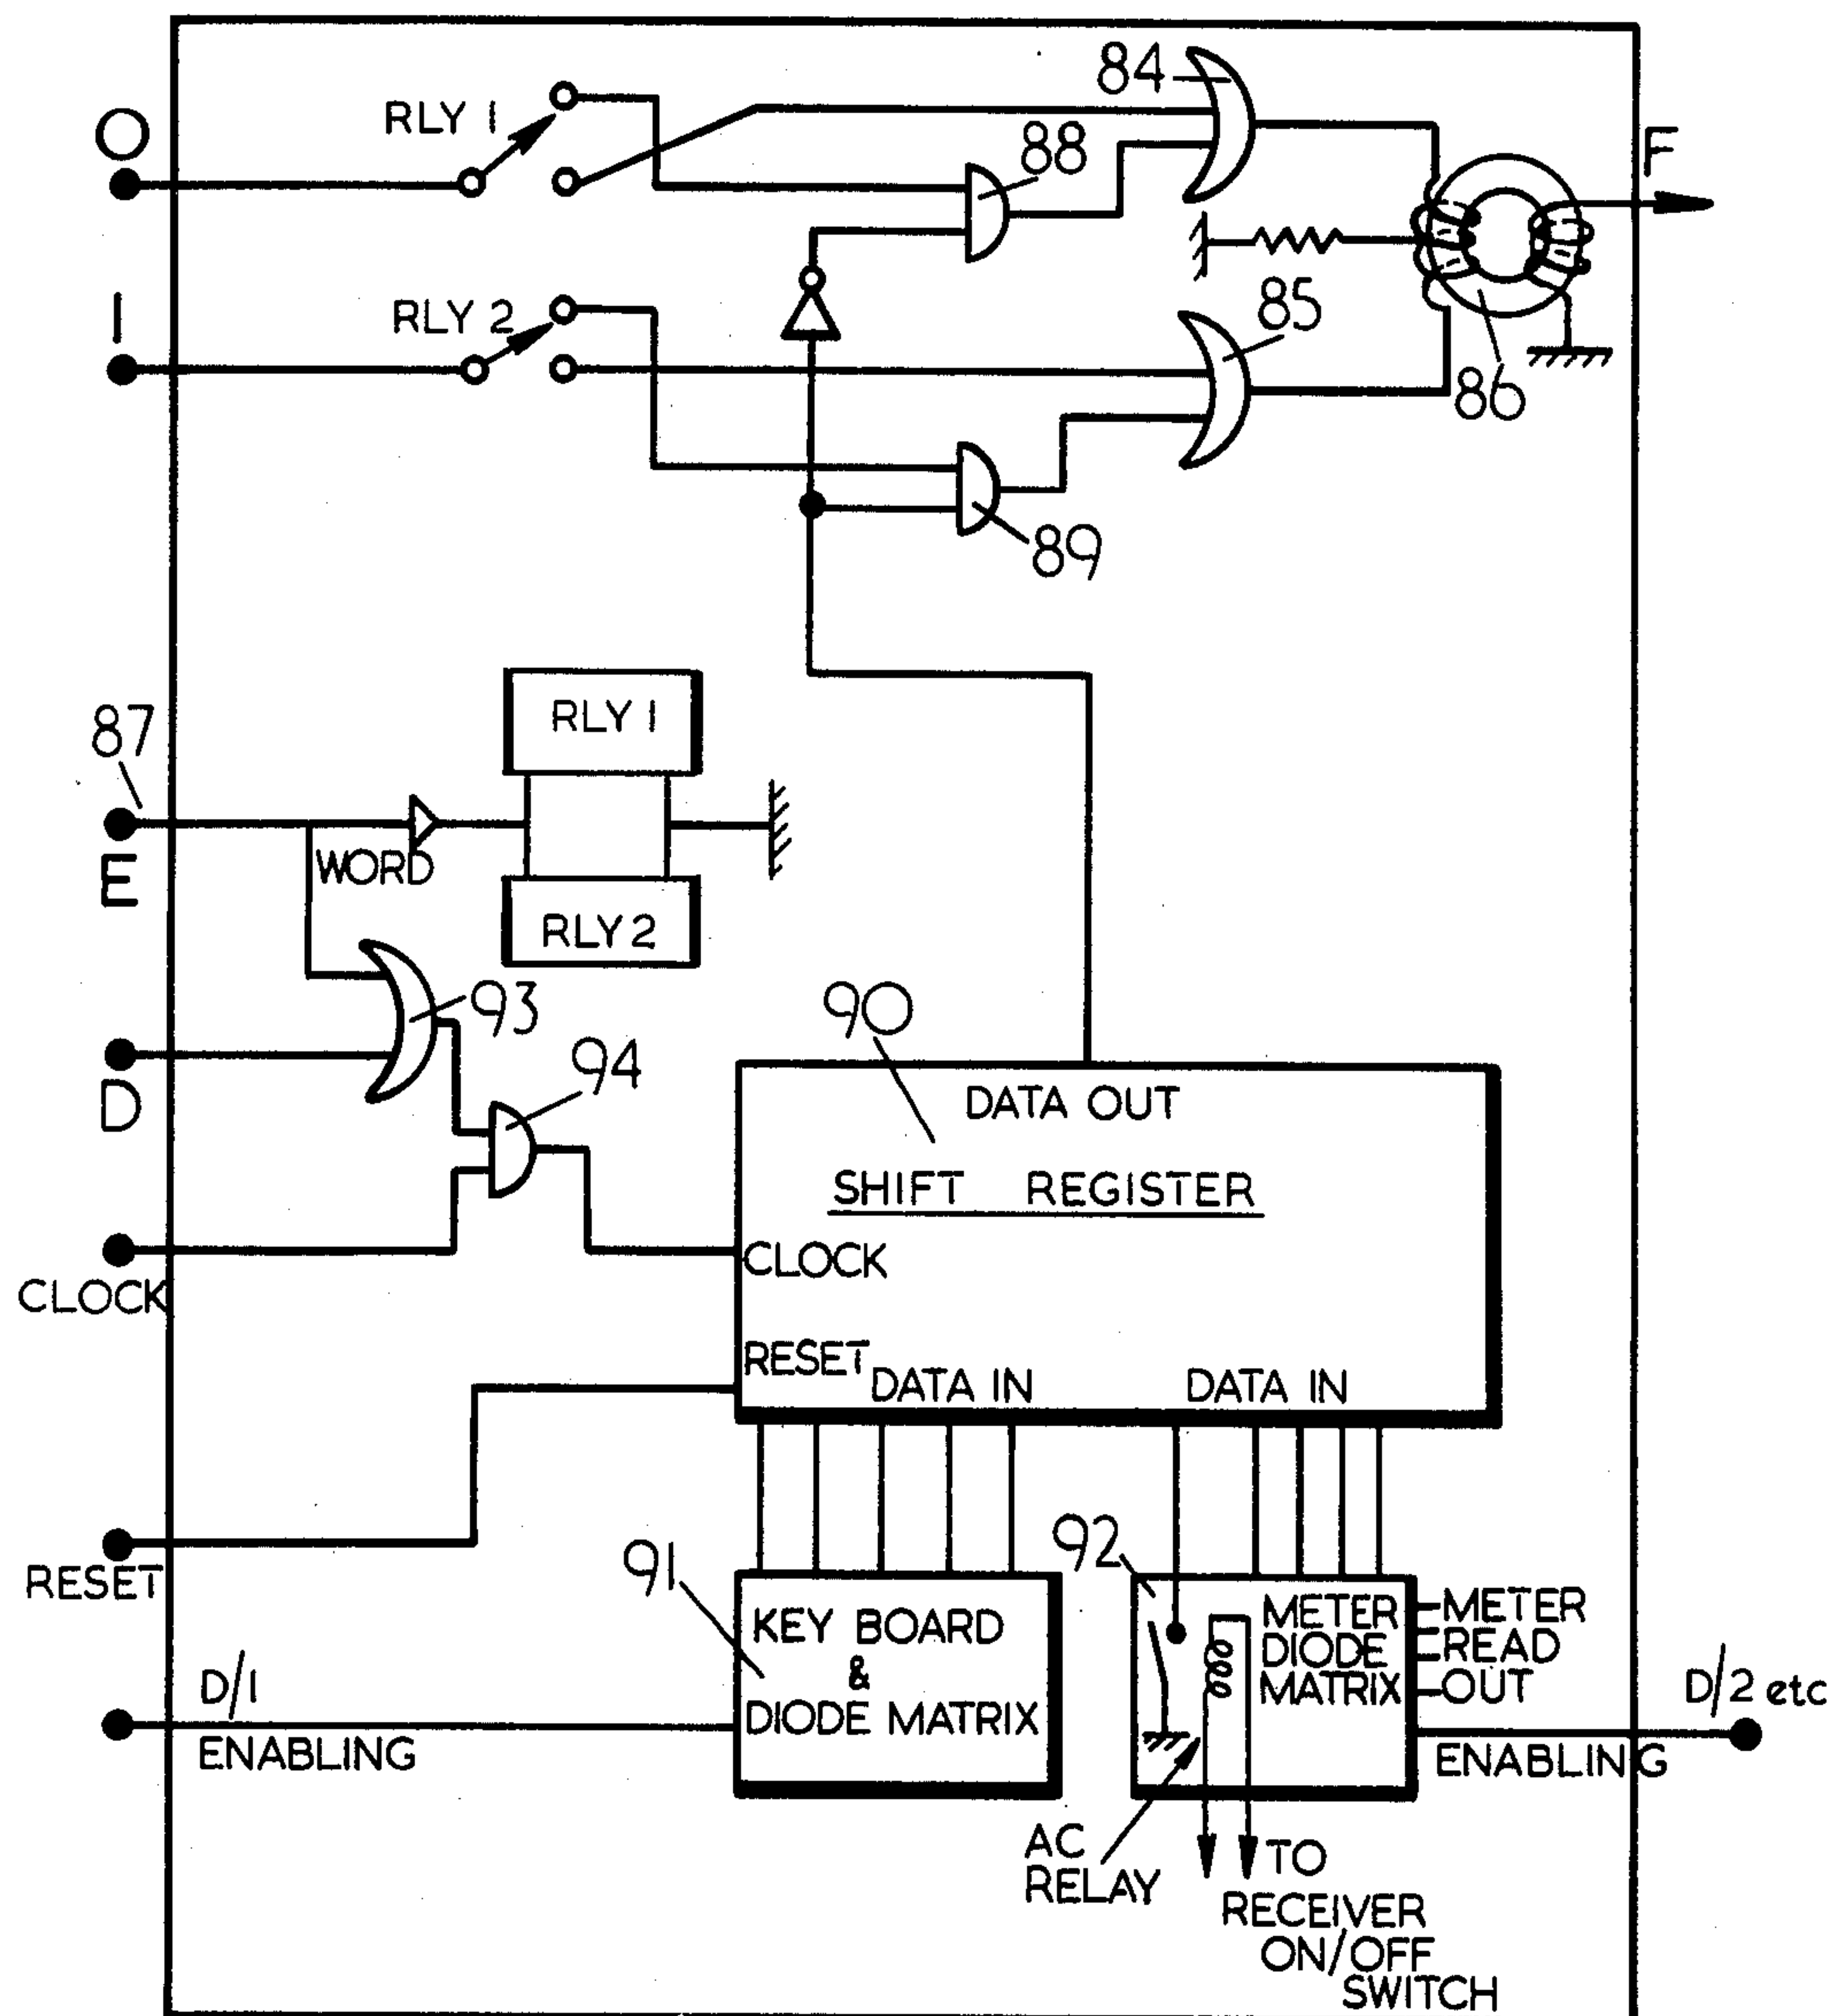 84
O
RLY 1
88
F
I
RLY 2
85
86
89
87
RLY 1
E
WORD
RLY 2
93
90
D
94
DATA OUT
SHIFT REGISTER
CLOCK
CLOCK
RESET
DATA IN
DATA IN
RESET
91
92
KEY BOARD
&
DIODE MATRIX
METER
DIODE
MATRIX
METER
READ
OUT
D/1
ENABLING
D/2 etc
ENABLING
AC
RELAY
TO
RECEIVER
ON/OFF
SWITCH